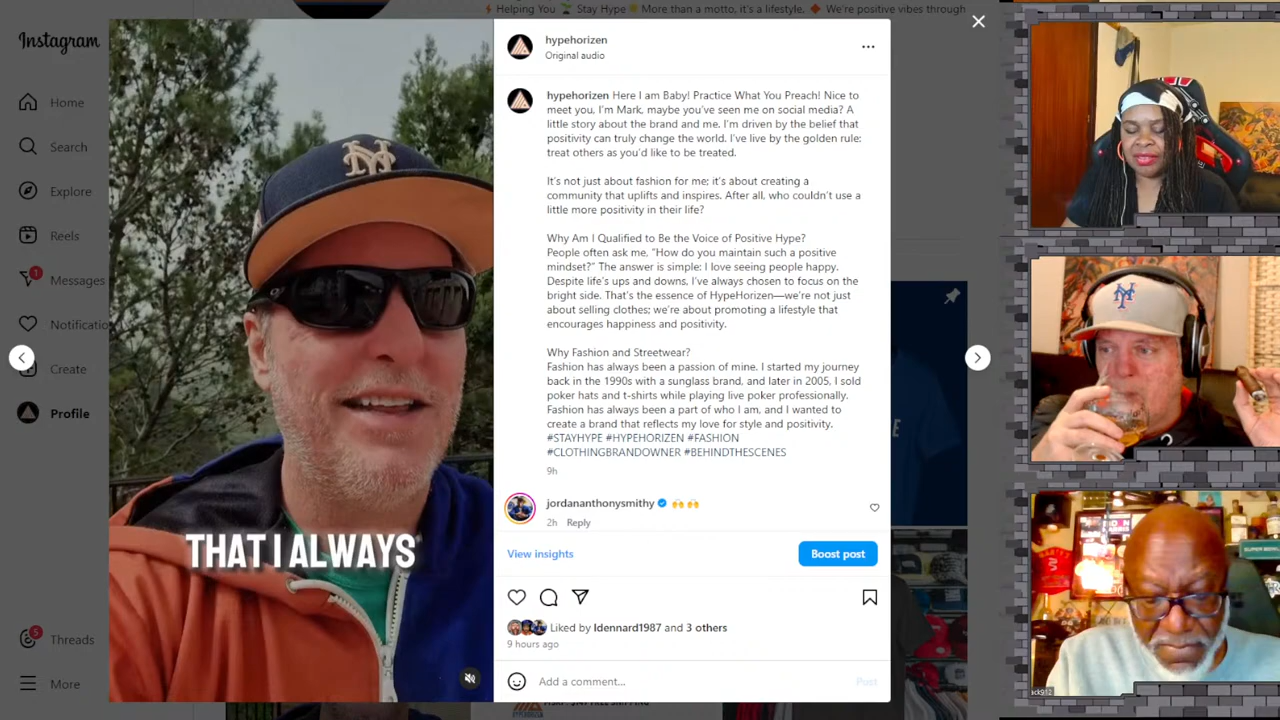 ⚡ Helping You 🌱 Stay Hype 🌟 More than a motto, it's a lifestyle. 🔸 We're positive vibes through
Instagram
Home
Search
Explore
Reels
1
Messages
Notificatio
Create
Profile
5
Threads
More
NY
THAT I ALWAYS
hypehorizen
Original audio
hypehorizen Here I am Baby! Practice What You Preach! Nice to
meet you, I'm Mark, maybe you've seen me on social media? A
little story about the brand and me. I'm driven by the belief that
positivity can truly change the world. I've live by the golden rule:
treat others as you'd like to be treated.
It's not just about fashion for me; it's about creating a
community that uplifts and inspires. After all, who couldn't use a
little more positivity in their life?
Why Am I Qualified to Be the Voice of Positive Hype?
People often ask me, "How do you maintain such a positive
mindset?" The answer is simple: I love seeing people happy.
Despite life's ups and downs, I've always chosen to focus on the
bright side. That's the essence of HypeHorizen—we're not just
about selling clothes; we're about promoting a lifestyle that
encourages happiness and positivity.
Why Fashion and Streetwear?
Fashion has always been a passion of mine. I started my journey
back in the 1990s with a sunglass brand, and later in 2005, I sold
poker hats and t-shirts while playing live poker professionally.
Fashion has always been a part of who I am, and I wanted to
create a brand that reflects my love for style and positivity.
#STAYHYPE #HYPEHORIZEN #FASHION
#CLOTHINGBRANDOWNER #BEHINDTHESCENES
9h
jordananthonysmithy 🙌 🙌
2h Reply
View insights
Boost post
Liked by ldennard1987 and 3 others
9 hours ago
Add a comment...
Post
NY